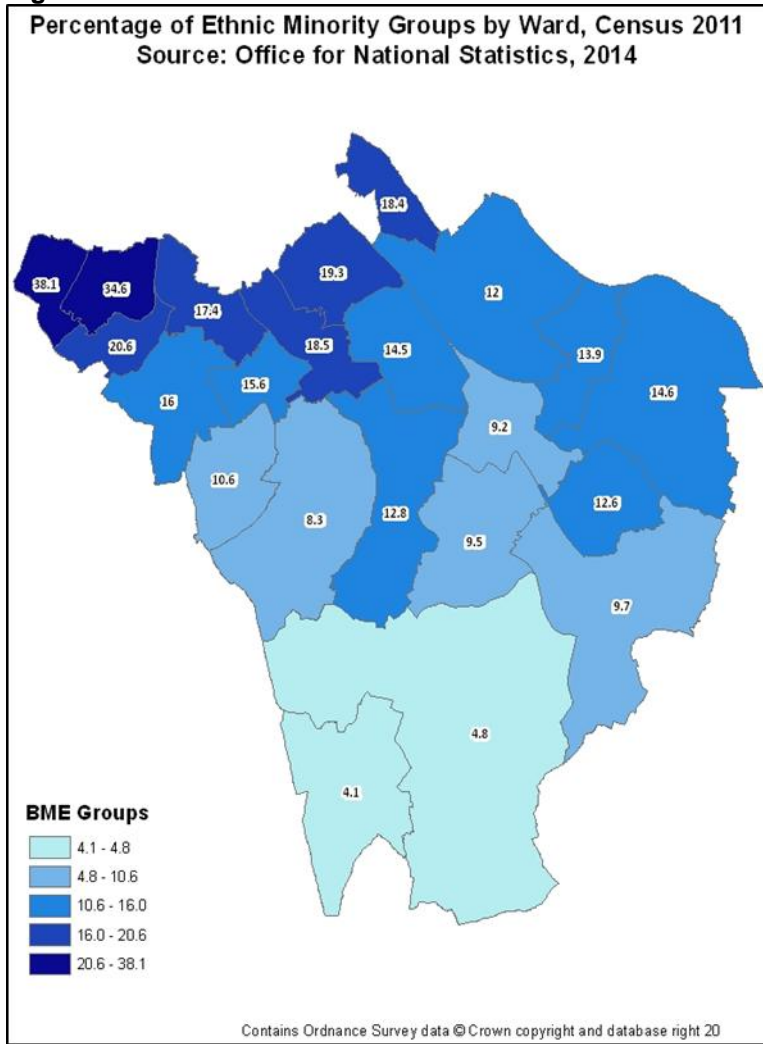 Percentage of Ethnic Minority Groups by Ward, Census 2011
Source: Office for National Statistics, 2014
18.4
19.3
38.1
34.6
12
17.4
20.6
18.5
14.5
13.9
15.6
14.6
16
9.2
10.6
8.3
12.8
12.6
9.5
9.7
4.8
4.1
BME Groups
4.1 - 4.8
4.8 - 10.6
10.6 - 16.0
16.0 - 20.6
20.6 - 38.1
Contains Ordnance Survey data © Crown copyright and database right 20